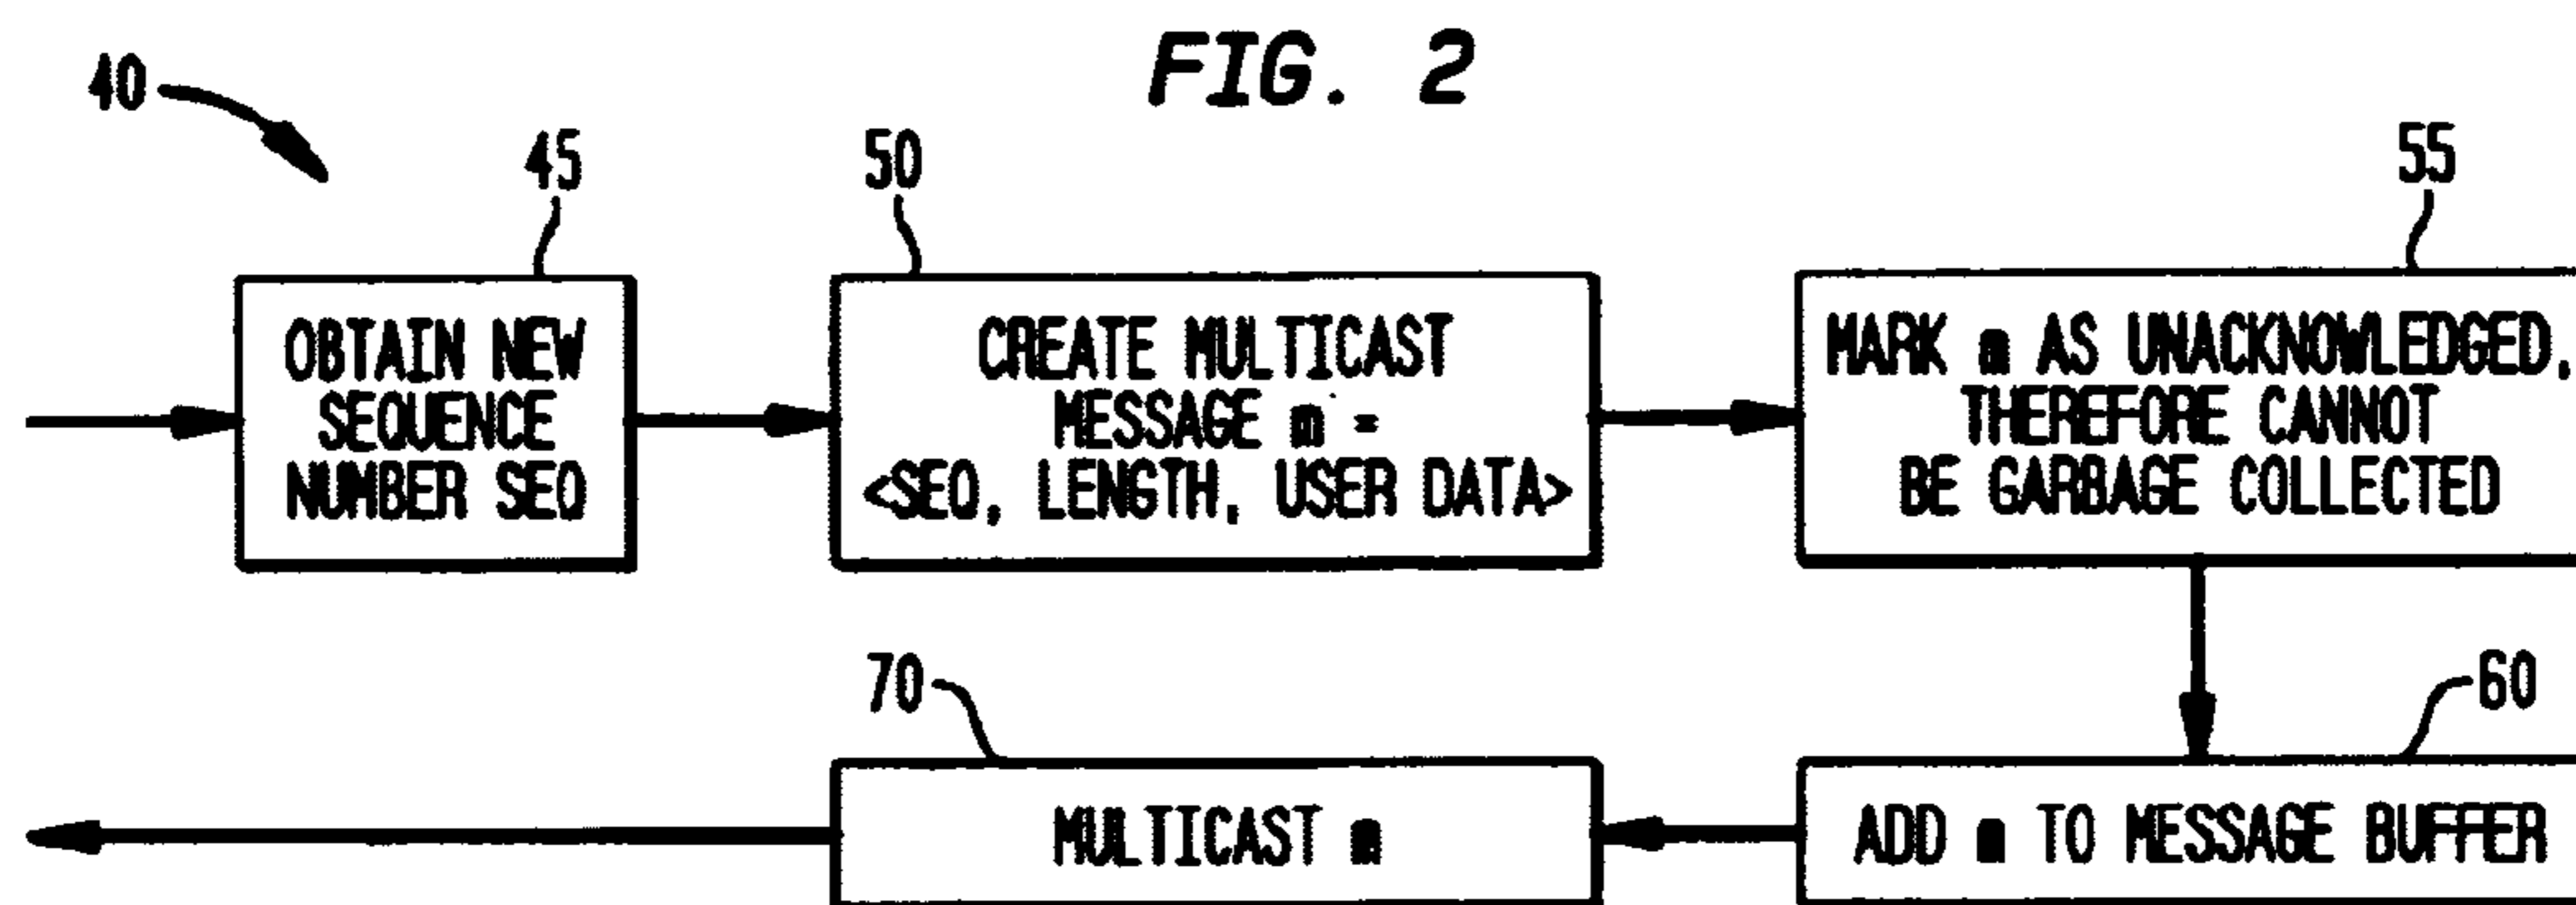 FIG. 2
40
45
50
55
OBTAIN NEW
SEQUENCE
NUMBER SEQ
CREATE MULTICAST
MESSAGE m =
<SEQ, LENGTH, USER DATA>
MARK m AS UNACKNOWLEDGED,
THEREFORE CANNOT
BE GARBAGE COLLECTED
70
60
MULTICAST m
ADD m TO MESSAGE BUFFER